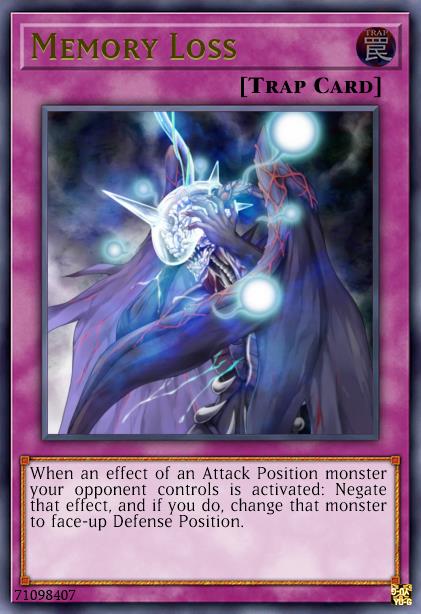 MEMORY LOSS
TRAP
罠
[TRAP CARD]
When an effect of an Attack Position monster
your opponent controls is activated: Negate
that effect, and if you do, change that monster
to face-up Defense Position.
71098407